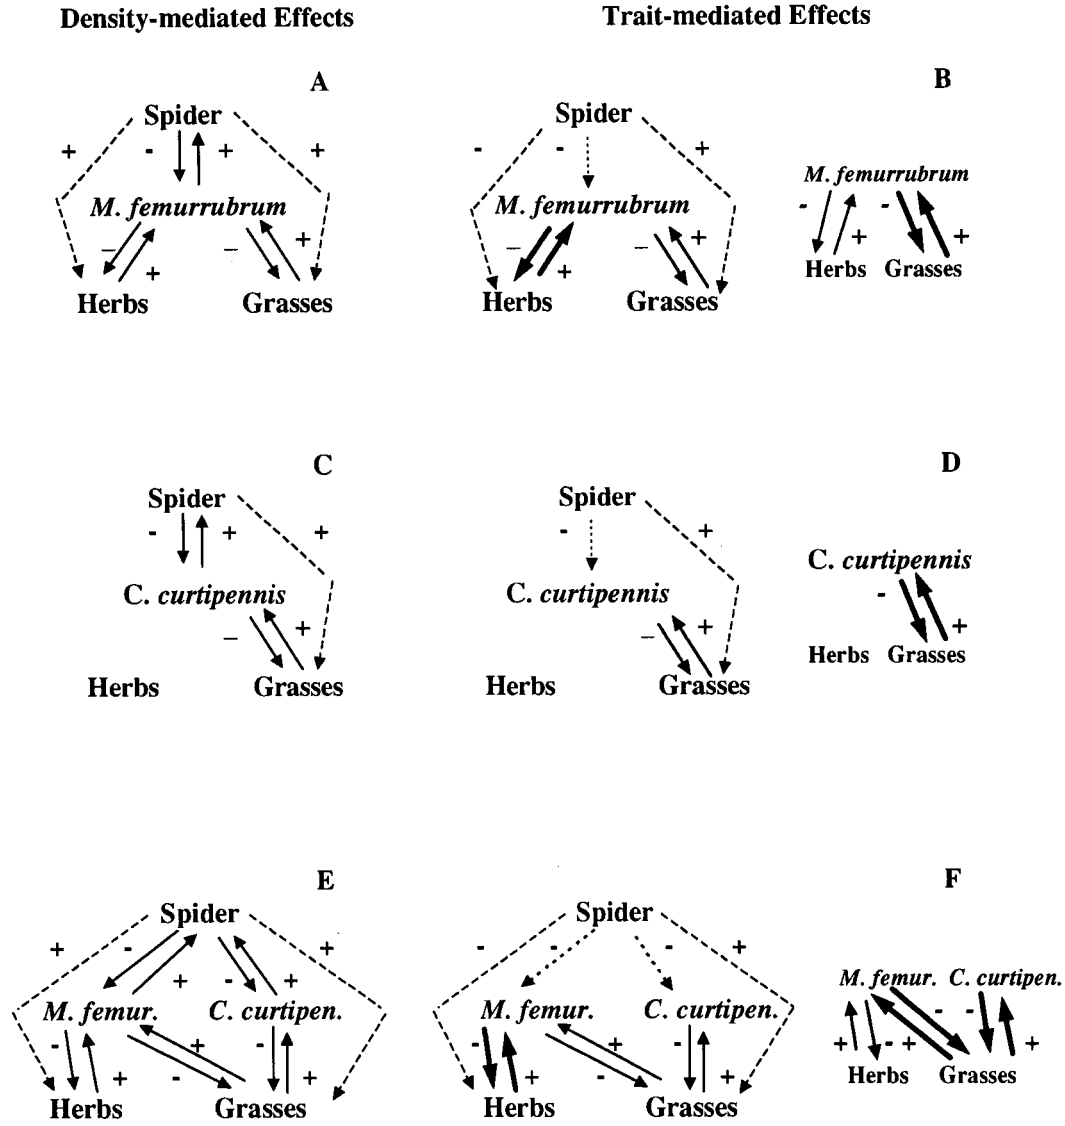 Density-mediated Effects Trait-mediated Effects
A B
Spider Spider
+ - + + - - + M. femurrubrum
M. femurrubrum M. femurrubrum - + - +
– + – + – + – + Herbs Grasses
Herbs Grasses Herbs Grasses
C D
Spider Spider
- + + - +
C. curtipennis C. curtipennis C. curtipennis
– + – + - +
Herbs Grasses Herbs Grasses Herbs Grasses
E F
Spider Spider
+ - + - + + - - - +
M. femur. C. curtipen. M. femur. C. curtipen. M. femur. C. curtipen.
- + + - - + - + + - - + + - + - - +
Herbs Grasses Herbs Grasses Herbs Grasses